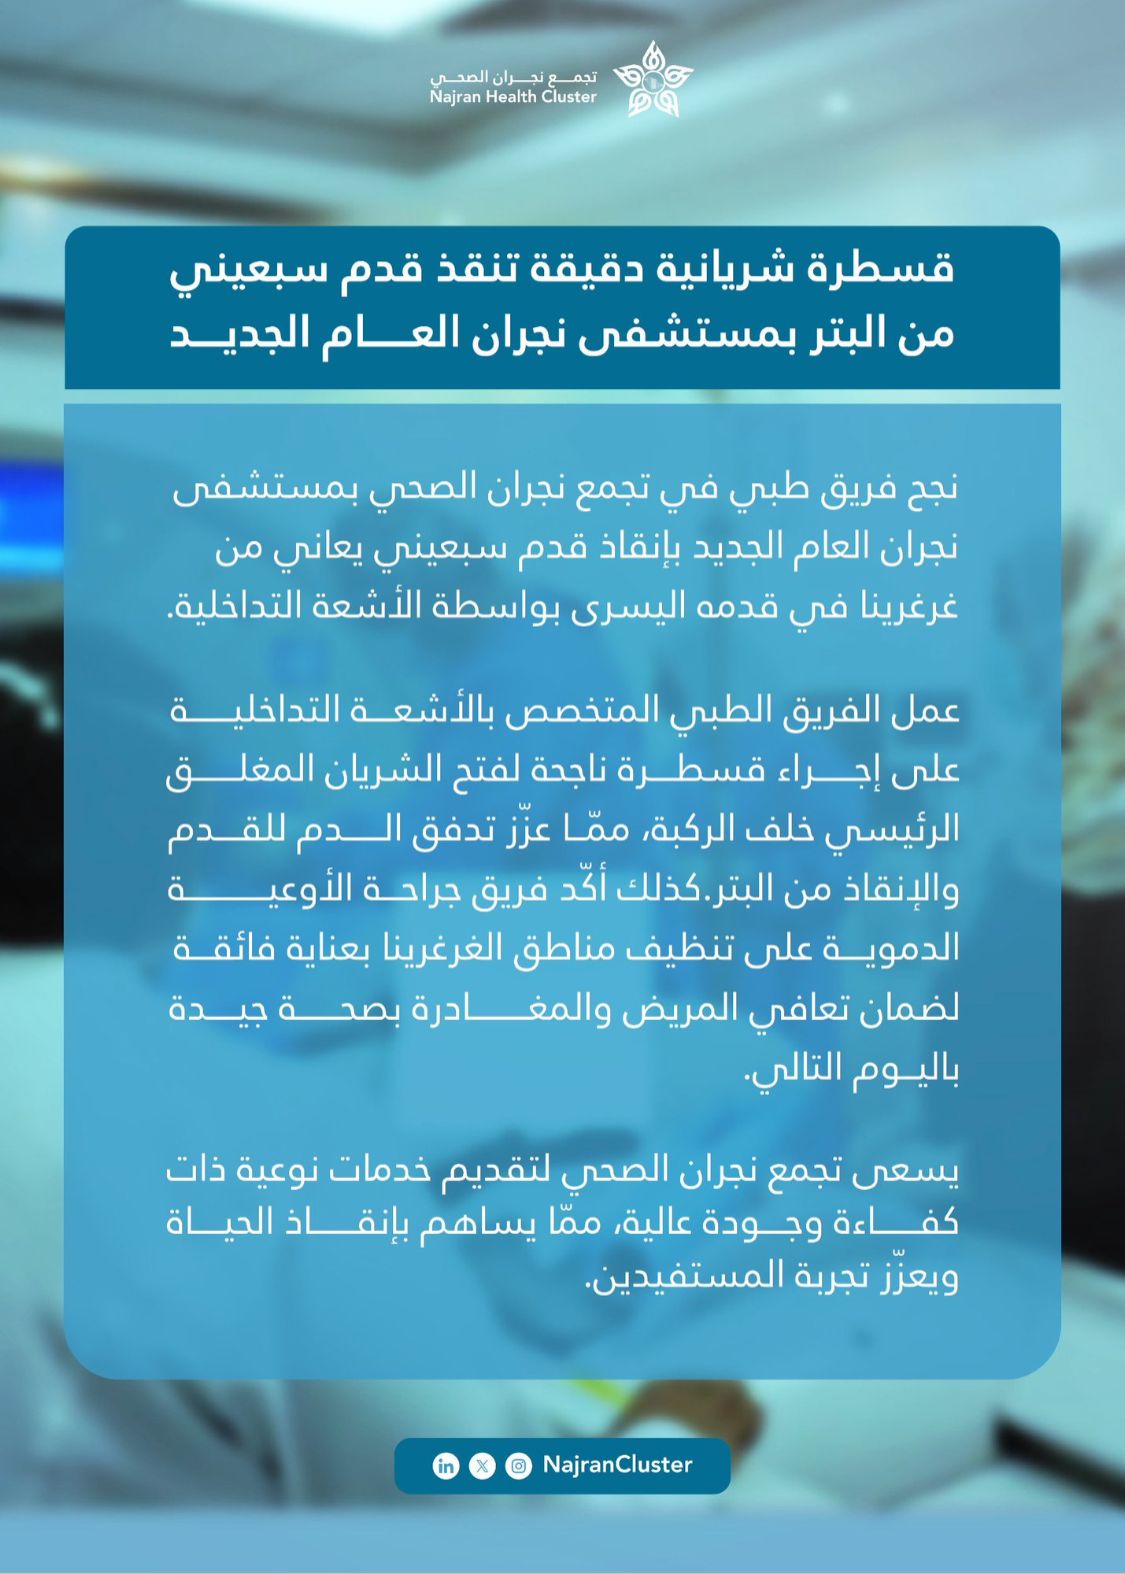 تجمع نجران الصحي
Najran Health Cluster
قسطرة شريانية دقيقة تنقذ قدم سبعيني
من البتر بمستشفى نجران العام الجديد
نجح فريق طبي في تجمع نجران الصحي بمستشفى
نجران العام الجديد بإنقاذ قدم سبعيني يعاني من
غرغرينا في قدمه اليسرى بواسطة الأشعة التداخلية.
عمل الفريق الطبي المتخصص بالأشعة التداخلية
على إجراء قسطرة ناجحة لفتح الشريان المغلق
الرئيسي خلف الركبة، ممّا عزّز تدفق الدم للقدم
والإنقاذ من البتر.كذلك أكّد فريق جراحة الأوعية
الدموية على تنظيف مناطق الغرغرينا بعناية فائقة
لضمان تعافي المريض والمغادرة بصحة جيدة
باليوم التالي.
يسعى تجمع نجران الصحي لتقديم خدمات نوعية ذات
كفاءة وجودة عالية، ممّا يساهم بإنقاذ الحياة
ويعزّز تجربة المستفيدين.
NajranCluster